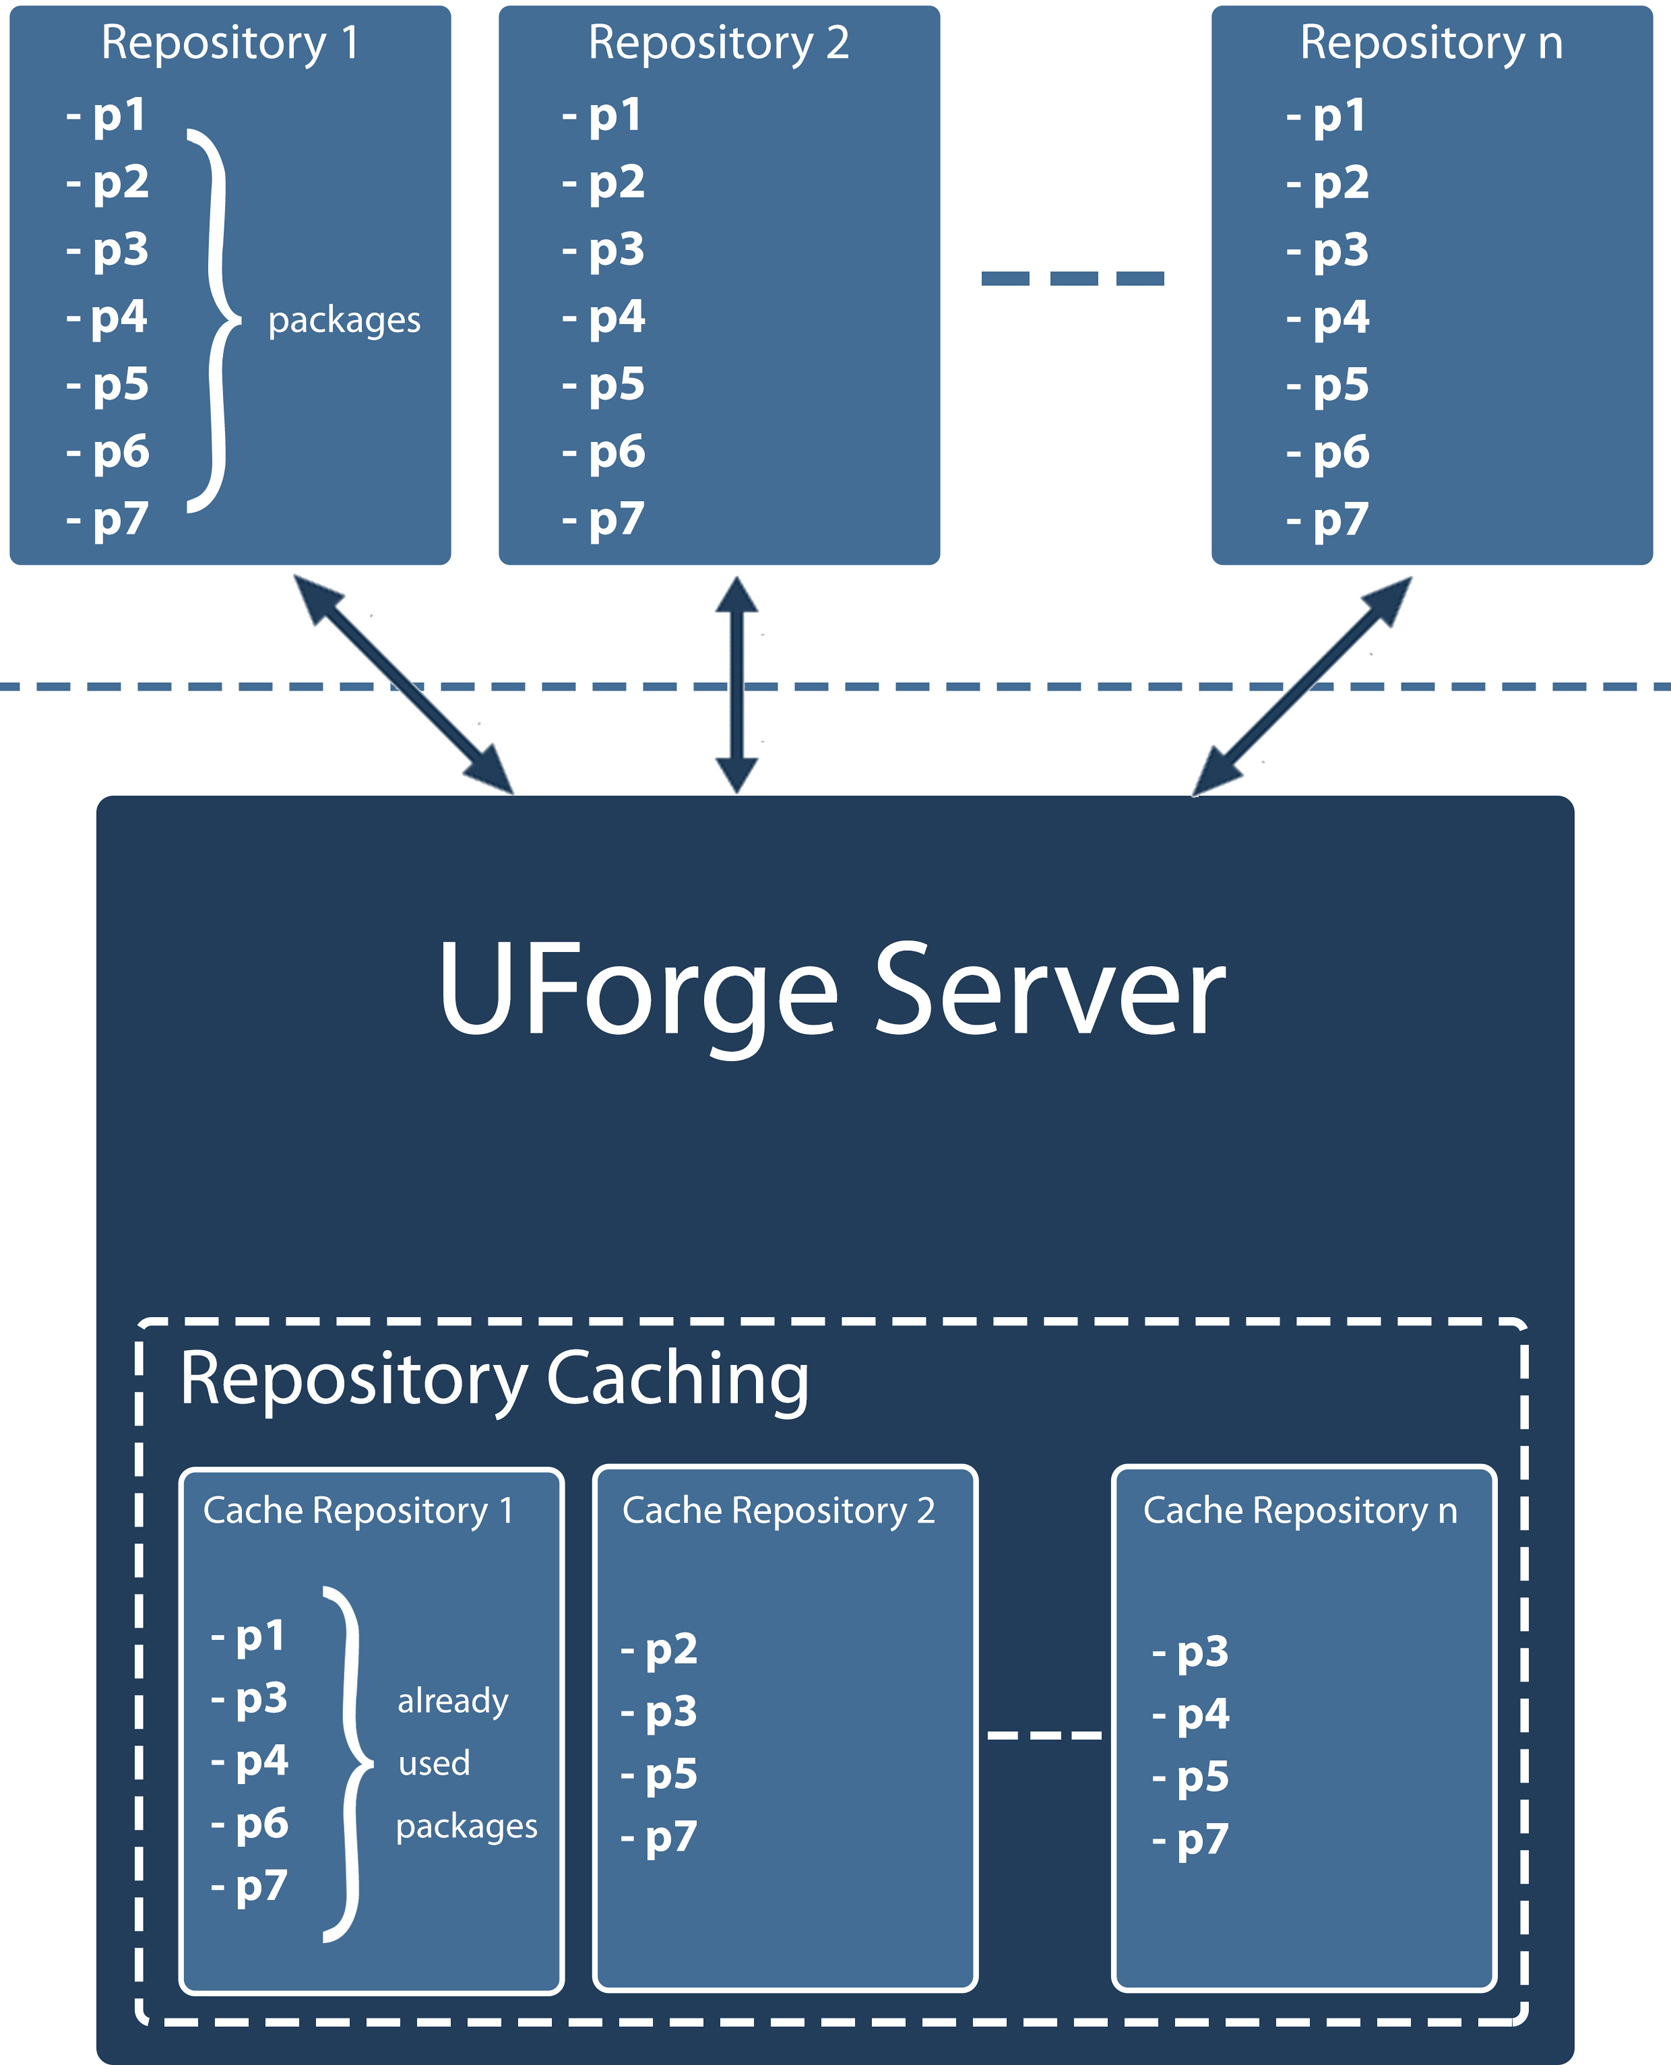 Repository 1
- p1
- p2
- p3
- p4
- p5
- p6
- p7
packages
Repository 2
- p1
- p2
- p3
- p4
- p5
- p6
- p7
Repository n
- p1
- p2
- p3
- p4
- p5
- p6
- p7
UForge Server
Repository Caching
Cache Repository 1
- p1
- p3
- p4
- p6
- p7
already
used
packages
Cache Repository 2
- p2
- p3
- p5
- p7
Cache Repository n
- p3
- p4
- p5
- p7